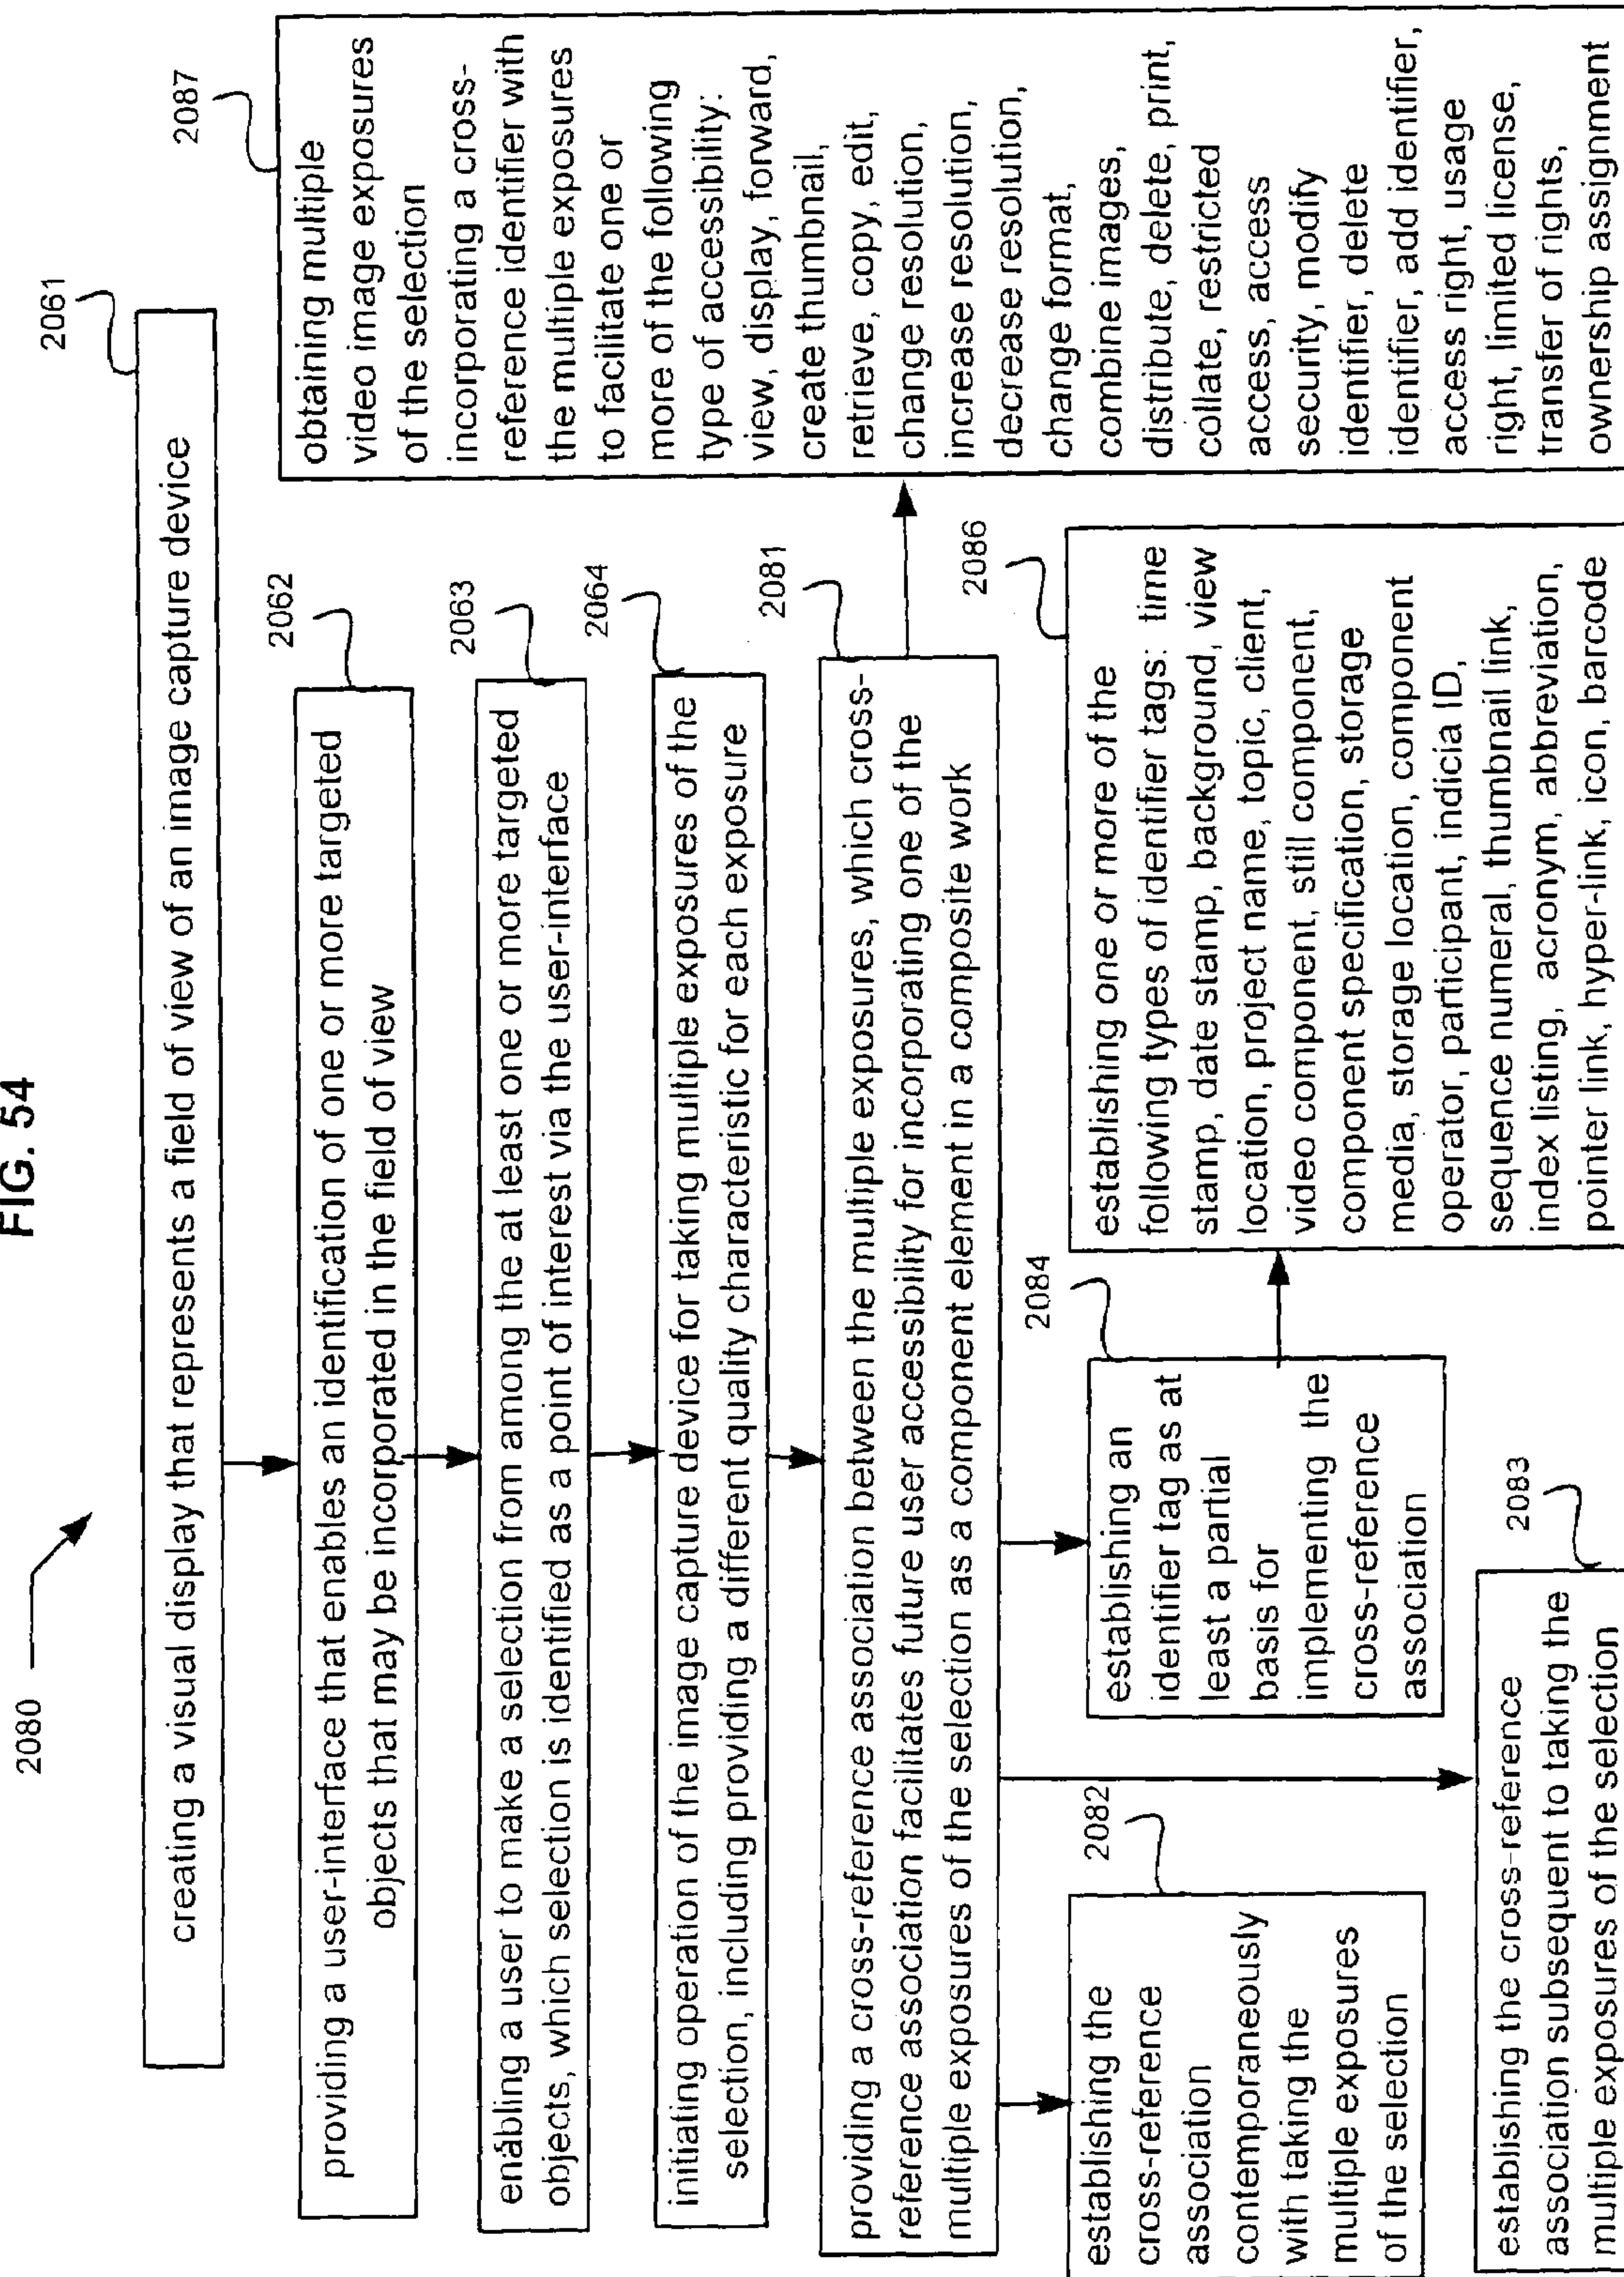 FIG. 54
2080
2061
creating a visual display that represents a field of view of an image capture device
2062
providing a user-interface that enables an identification of one or more targeted
objects that may be incorporated in the field of view
2063
enabling a user to make a selection from among the at least one or more targeted
objects, which selection is identified as a point of interest via the user-interface
2064
initiating operation of the image capture device for taking multiple exposures of the
selection, including providing a different quality characteristic for each exposure
2081
providing a cross-reference association between the multiple exposures, which cross-
reference association facilitates future user accessibility for incorporating one of the
multiple exposures of the selection as a component element in a composite work
2087
obtaining multiple
video image exposures
of the selection
incorporating a cross-
reference identifier with
the multiple exposures
to facilitate one or
more of the following
type of accessibility:
view, display, forward,
create thumbnail,
retrieve, copy, edit,
change resolution,
increase resolution,
decrease resolution,
change format,
combine images,
distribute, delete, print,
collate, restricted
access, access
security, modify
identifier, delete
identifier, add identifier,
access right, usage
right, limited license,
transfer of rights,
ownership assignment
2082
establishing the
cross-reference
association
contemporaneously
with taking the
multiple exposures
of the selection
2084
establishing an
identifier tag as at
least a partial
basis for
implementing the
cross-reference
association
2086
establishing one or more of the
following types of identifier tags: time
stamp, date stamp, background, view
location, project name, topic, client,
video component, still component,
component specification, storage
media, storage location, component
operator, participant, indicia ID,
sequence numeral, thumbnail link,
index listing, acronym, abbreviation,
pointer link, hyper-link, icon, barcode
2083
establishing the cross-reference
association subsequent to taking the
multiple exposures of the selection